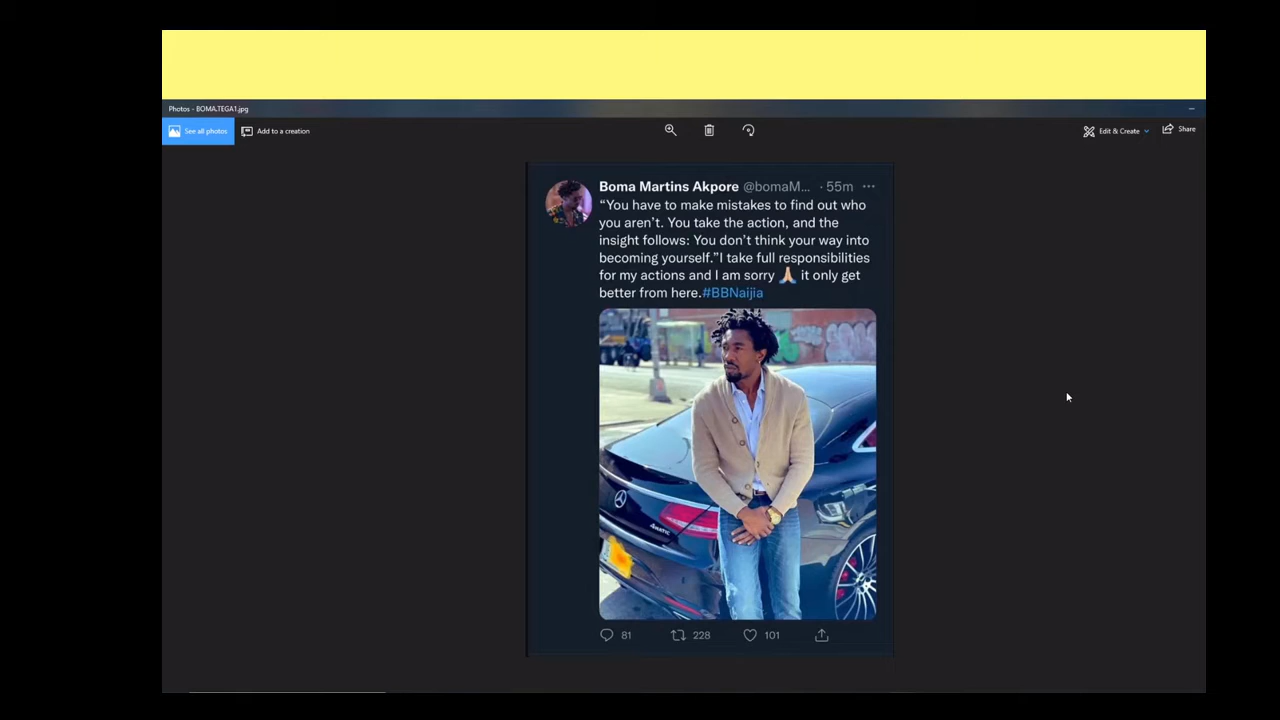 Photos - BOMA.TEGA1.jpg
See all photos
Add to a creation
Edit & Create
Share
Boma Martins Akpore @bomaM... · 55m
“You have to make mistakes to find out who
you aren’t. You take the action, and the
insight follows: You don’t think your way into
becoming yourself.”I take full responsibilities
for my actions and I am sorry 🙏🏼 it only get
better from here.#BBNaijia
4MATIC
81 228 101